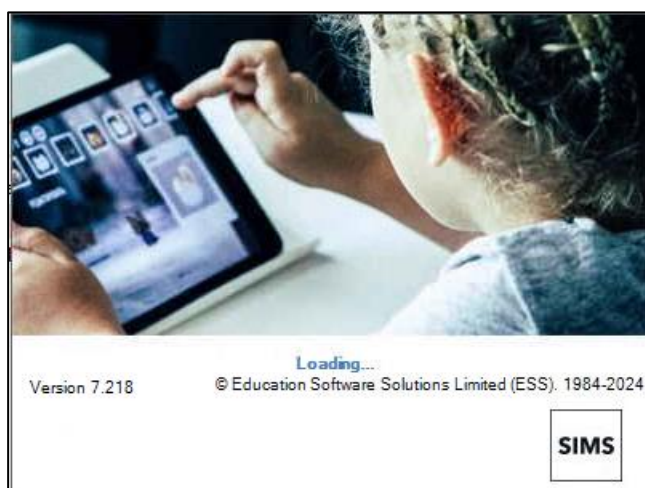 Loading...
Version 7.218
© Education Software Solutions Limited (ESS). 1984-2024
SIMS